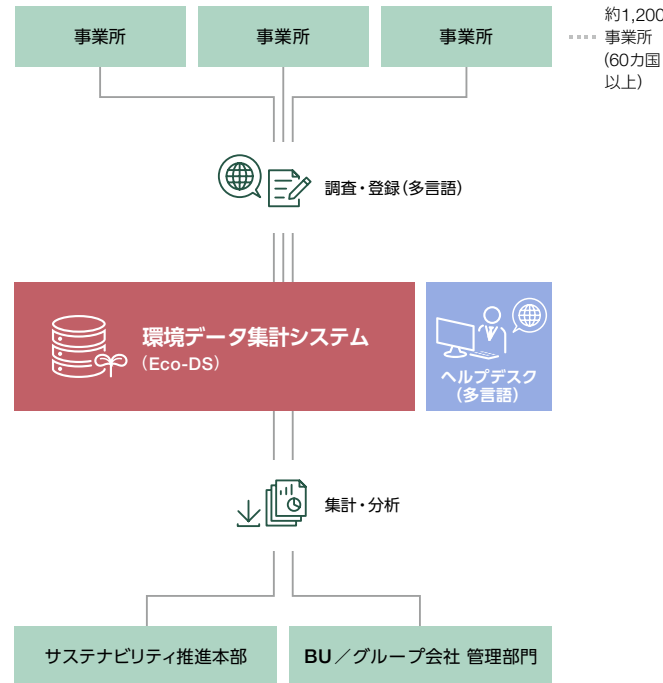 事業所
事業所
事業所
約1,200
事業所
(60カ国
以上)
調査・登録(多言語)
環境データ集計システム
(Eco-DS)
ヘルプデスク
(多言語)
集計・分析
サステナビリティ推進本部
BU／グループ会社 管理部門